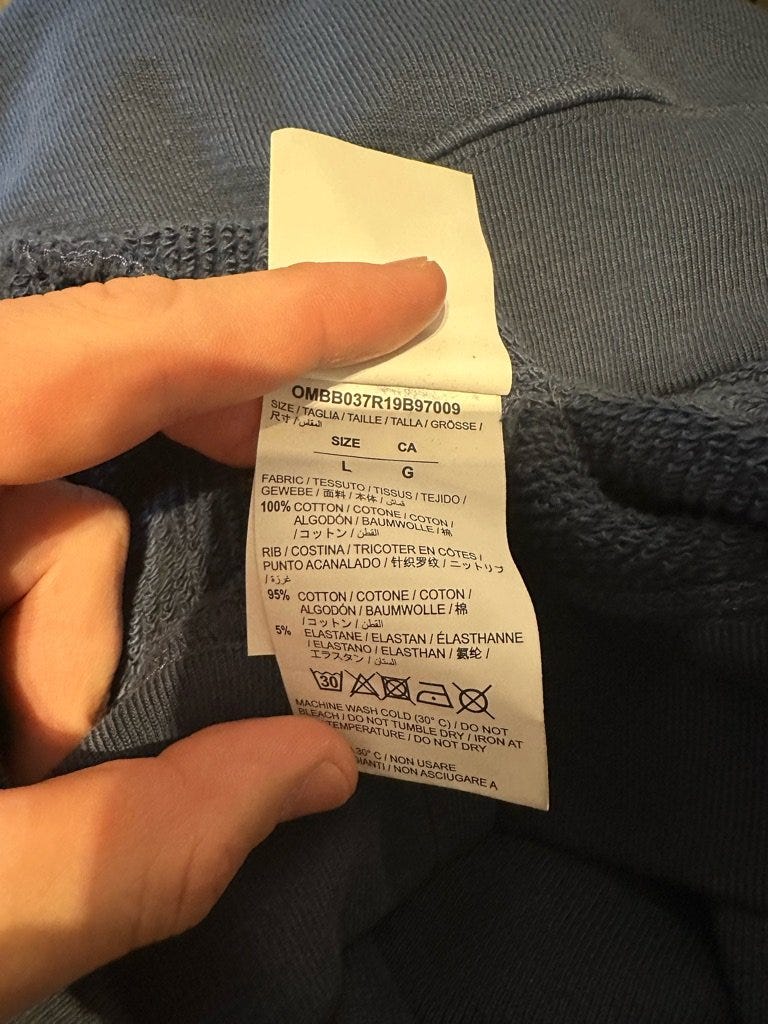 OMBB037R19B97009
SIZE / TAGLIA / TAILLE / TALLA / GRÖSSE /
尺寸 / المقاس
SIZE CA
L G
FABRIC / TESSUTO / TISSUS / TEJIDO /
GEWEBE / 面料 / 本体 / قماش
100% COTTON / COTONE / COTON /
ALGODÓN / BAUMWOLLE / 棉
/ コットン / القطن
RIB / COSTINA / TRICOTER EN CÔTES /
PUNTO ACANALADO / 针织罗纹 / ニットリブ
/ غرزة
95% COTTON / COTONE / COTON /
ALGODÓN / BAUMWOLLE / 棉
/ コットン / القطن
5% ELASTANE / ELASTAN / ÉLASTHANNE
/ ELASTANO / ELASTHAN / 氨纶 /
エラスタン /
30
MACHINE WASH COLD (30° C) / DO NOT
BLEACH / DO NOT TUMBLE DRY / IRON AT
TEMPERATURE / DO NOT DRY
30° C / NON USARE
/ NON ASCIUGARE A